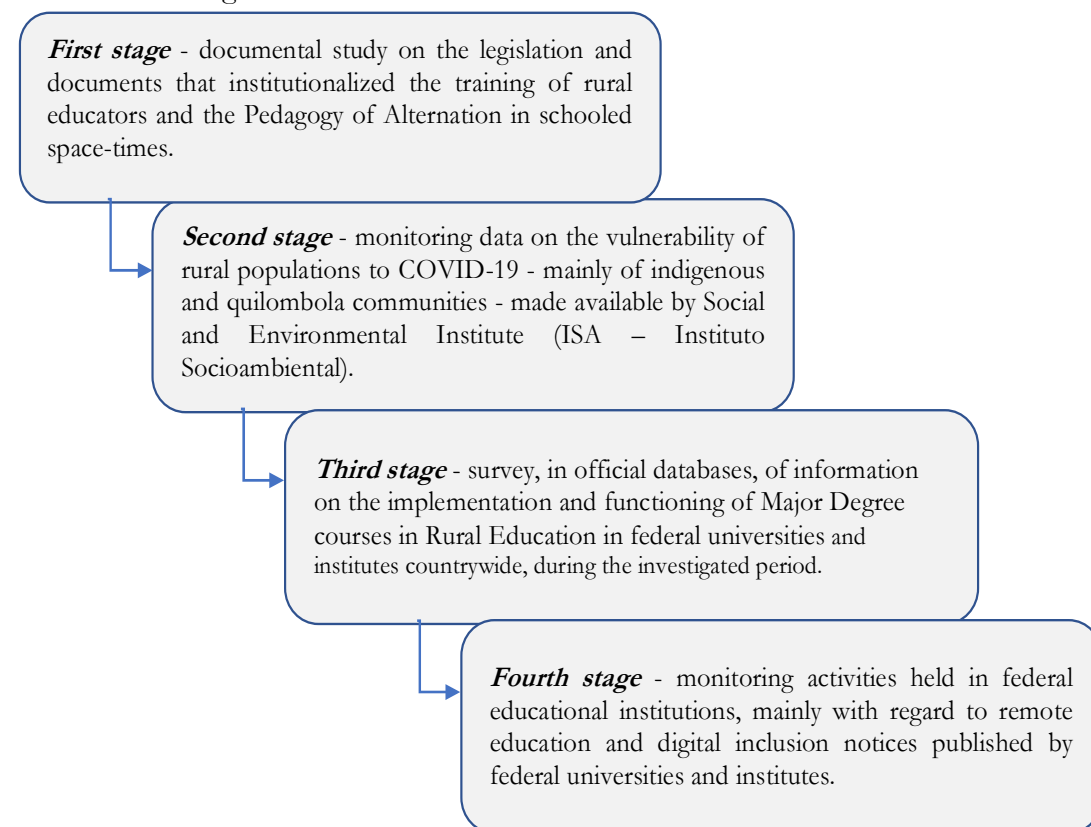 First stage - documental study on the legislation and
documents that institutionalized the training of rural
educators and the Pedagogy of Alternation in schooled
space-times.
Second stage - monitoring data on the vulnerability of
rural populations to COVID-19 - mainly of indigenous
and quilombola communities - made available by Social
and Environmental Institute (ISA – Instituto
Socioambiental).
Third stage - survey, in official databases, of information
on the implementation and functioning of Major Degree
courses in Rural Education in federal universities and
institutes countrywide, during the investigated period.
Fourth stage - monitoring activities held in federal
educational institutions, mainly with regard to remote
education and digital inclusion notices published by
federal universities and institutes.